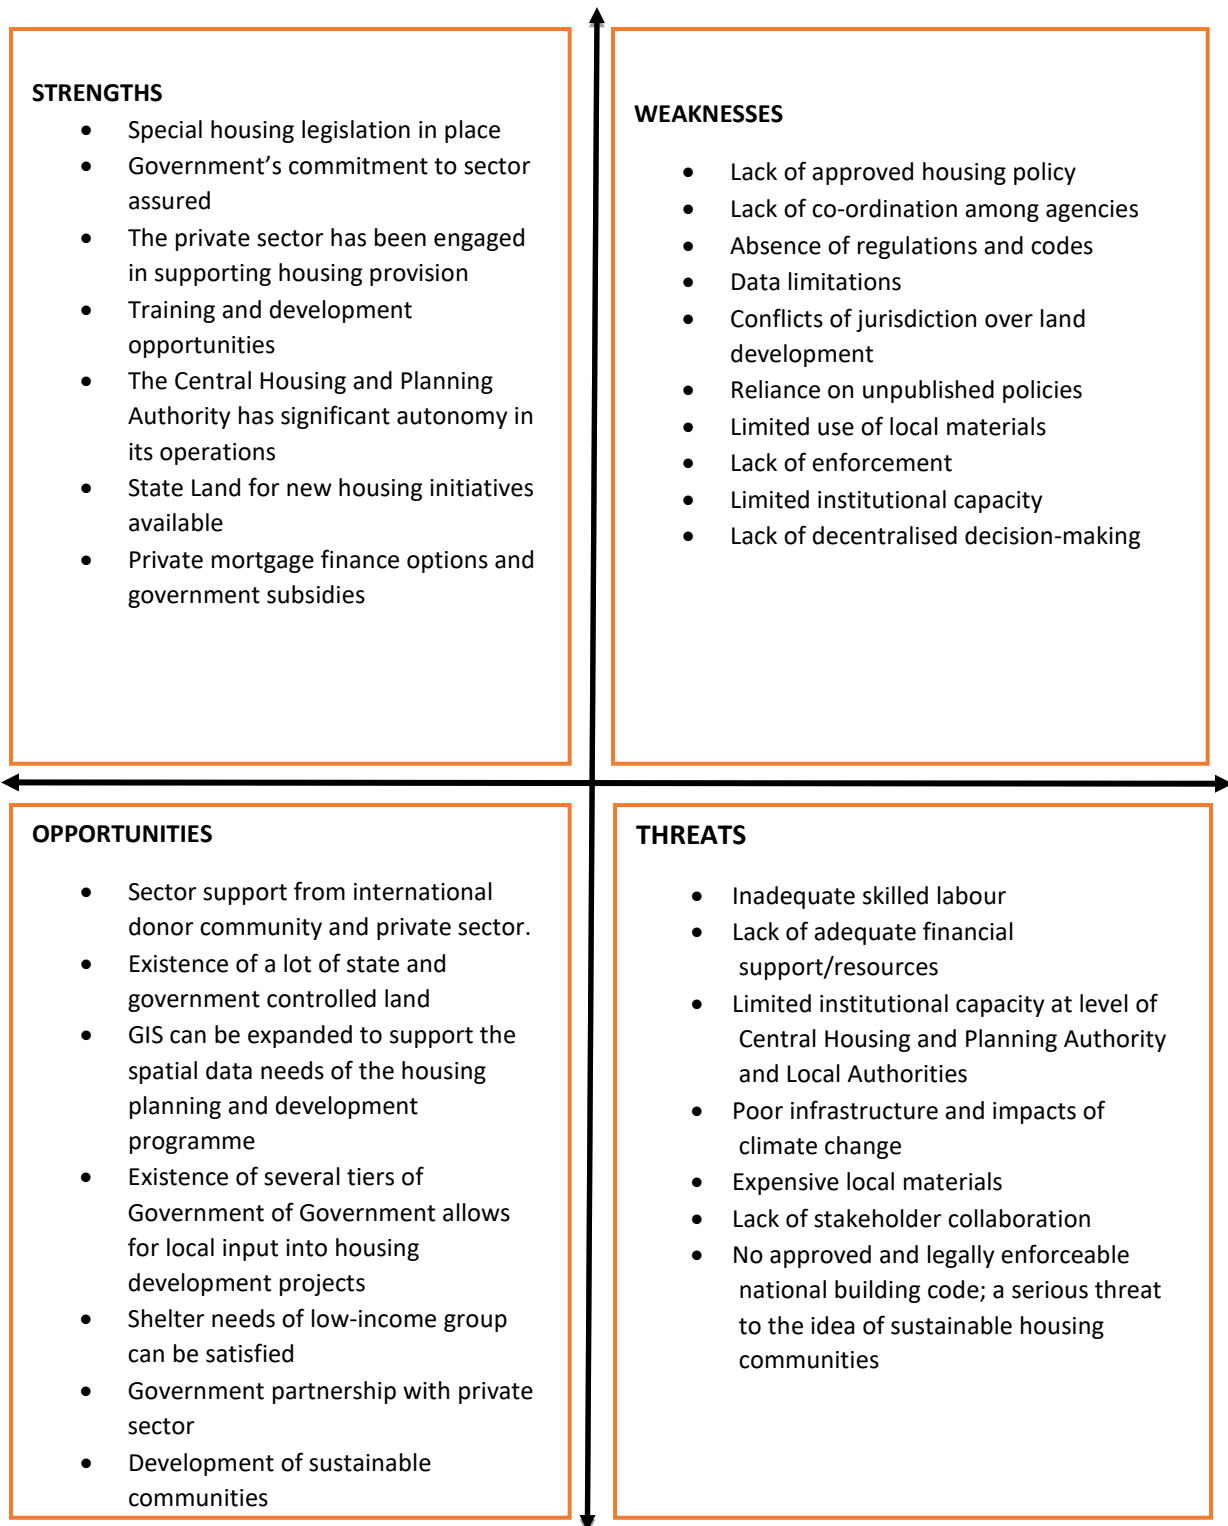 STRENGTHS
• Special housing legislation in place
• Government’s commitment to sector
assured
• The private sector has been engaged
in supporting housing provision
• Training and development
opportunities
• The Central Housing and Planning
Authority has significant autonomy in
its operations
• State Land for new housing initiatives
available
• Private mortgage finance options and
government subsidies
WEAKNESSES
• Lack of approved housing policy
• Lack of co-ordination among agencies
• Absence of regulations and codes
• Data limitations
• Conflicts of jurisdiction over land
development
• Reliance on unpublished policies
• Limited use of local materials
• Lack of enforcement
• Limited institutional capacity
• Lack of decentralised decision-making
OPPORTUNITIES
• Sector support from international
donor community and private sector.
• Existence of a lot of state and
government controlled land
• GIS can be expanded to support the
spatial data needs of the housing
planning and development
programme
• Existence of several tiers of
Government of Government allows
for local input into housing
development projects
• Shelter needs of low-income group
can be satisfied
• Government partnership with private
sector
• Development of sustainable
communities
THREATS
• Inadequate skilled labour
• Lack of adequate financial
support/resources
• Limited institutional capacity at level of
Central Housing and Planning Authority
and Local Authorities
• Poor infrastructure and impacts of
climate change
• Expensive local materials
• Lack of stakeholder collaboration
• No approved and legally enforceable
national building code; a serious threat
to the idea of sustainable housing
communities